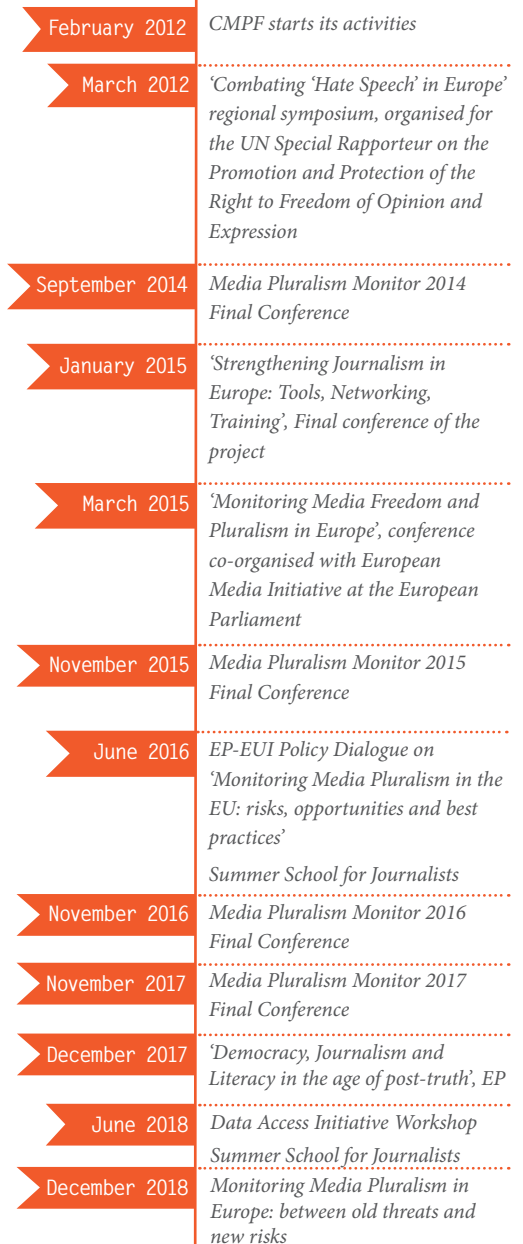 February 2012
CMPF starts its activities
March 2012
‘Combating ‘Hate Speech’ in Europe’
regional symposium, organised for
the UN Special Rapporteur on the
Promotion and Protection of the
Right to Freedom of Opinion and
Expression
September 2014
Media Pluralism Monitor 2014
Final Conference
January 2015
‘Strengthening Journalism in
Europe: Tools, Networking,
Training’, Final conference of the
project
March 2015
‘Monitoring Media Freedom and
Pluralism in Europe’, conference
co-organised with European
Media Initiative at the European
Parliament
November 2015
Media Pluralism Monitor 2015
Final Conference
June 2016
EP-EUI Policy Dialogue on
‘Monitoring Media Pluralism in the
EU: risks, opportunities and best
practices’
Summer School for Journalists
November 2016
Media Pluralism Monitor 2016
Final Conference
November 2017
Media Pluralism Monitor 2017
Final Conference
December 2017
‘Democracy, Journalism and
Literacy in the age of post-truth’, EP
June 2018
Data Access Initiative Workshop
Summer School for Journalists
December 2018
Monitoring Media Pluralism in
Europe: between old threats and
new risks